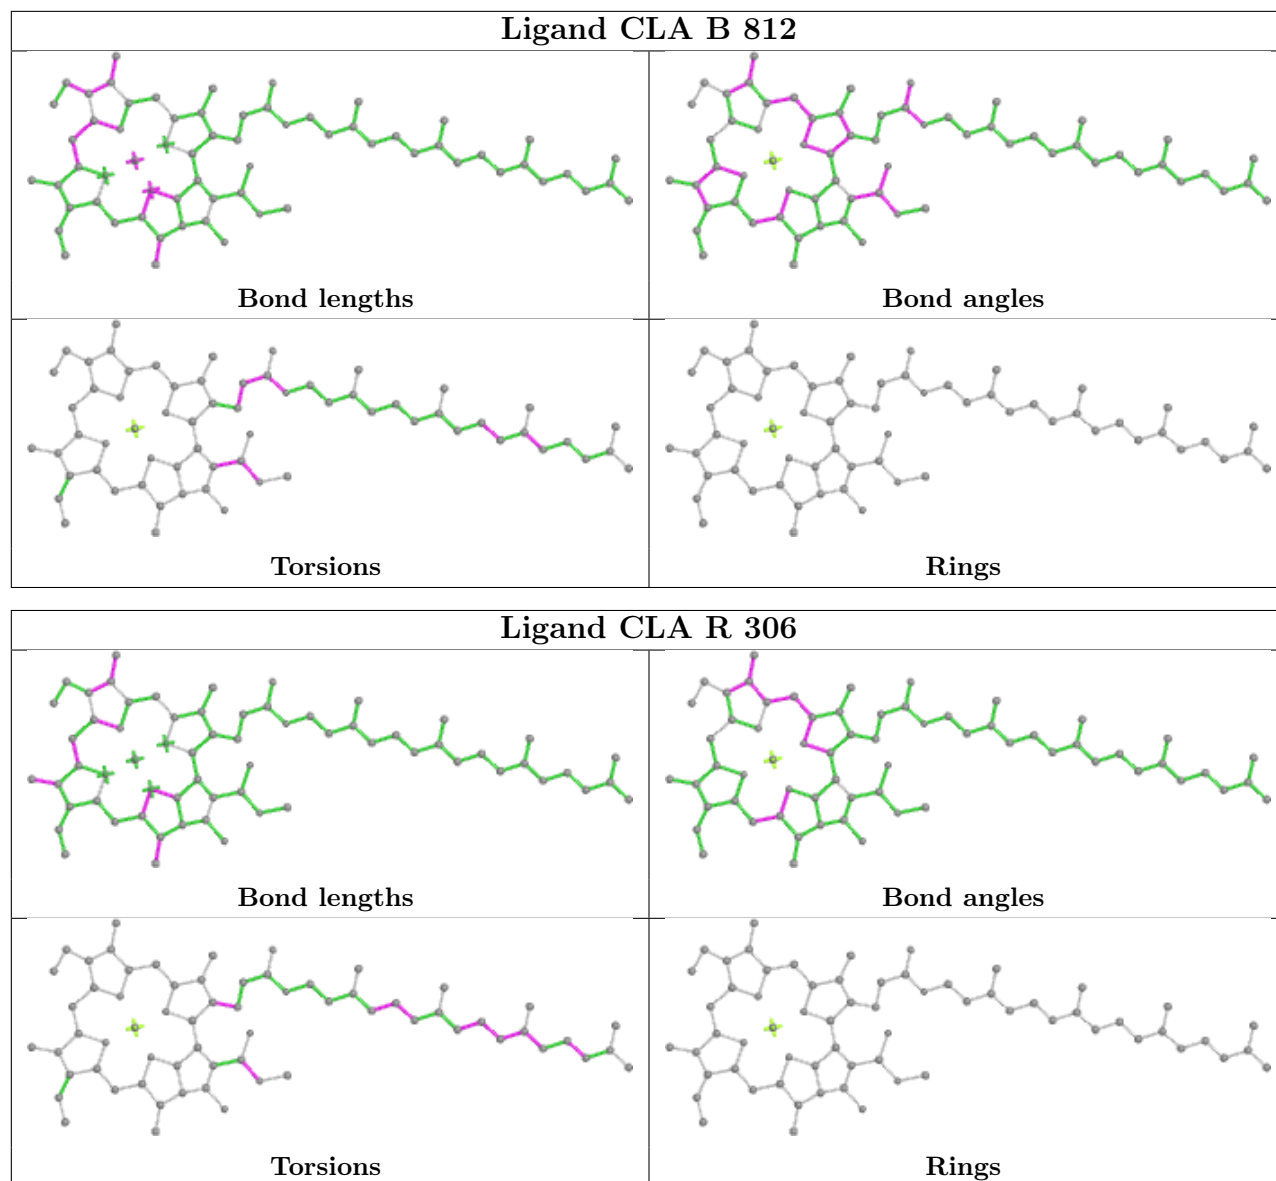 Ligand CLA B 812
Bond lengths
Bond angles
Torsions
Rings
Ligand CLA R 306
Bond lengths
Bond angles
Torsions
Rings